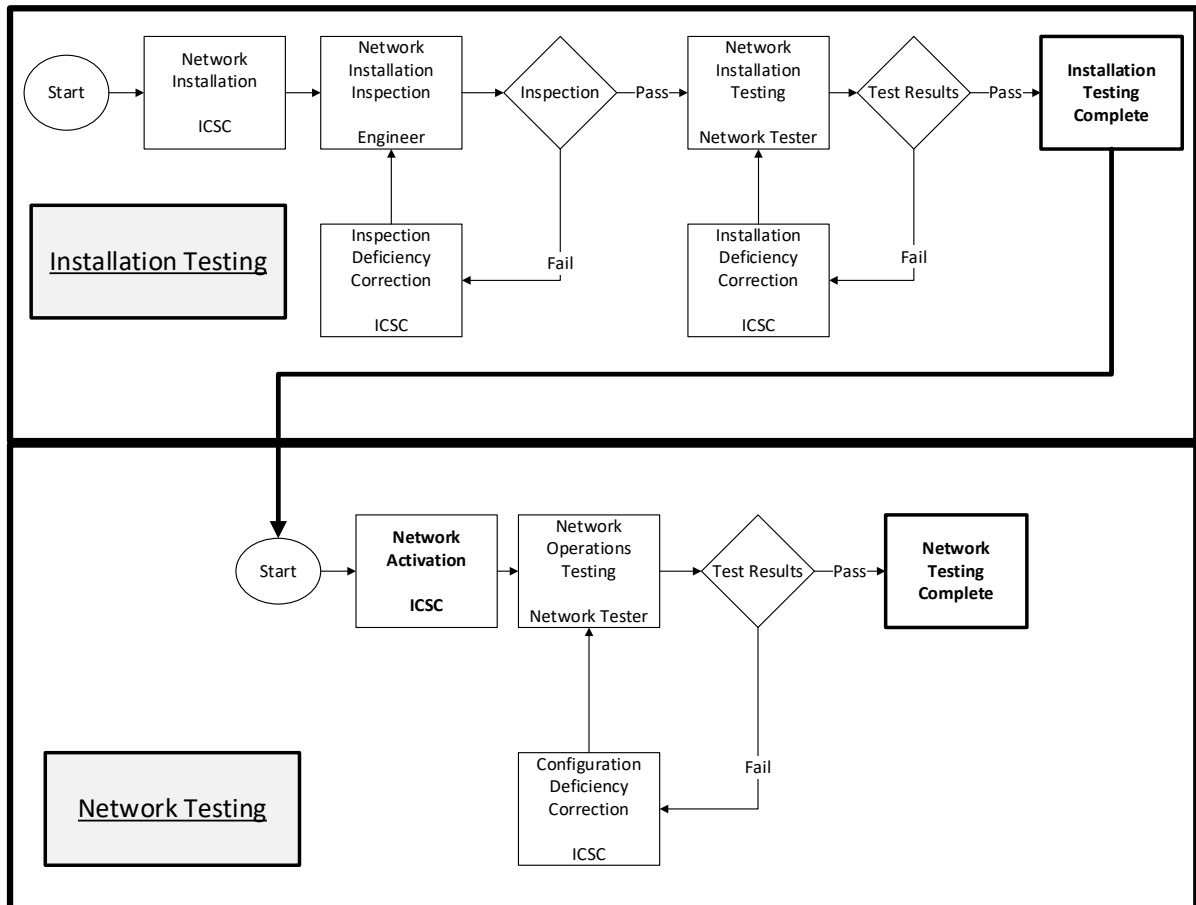 Start
Network
Installation
ICSC
Network
Installation
Inspection
Engineer
Inspection
Pass
Network
Installation
Testing
Network Tester
Test Results
Pass
Installation
Testing
Complete
Installation Testing
Inspection
Deficiency
Correction
ICSC
Fail
Installation
Deficiency
Correction
ICSC
Fail
Start
Network
Activation
ICSC
Network
Operations
Testing
Network Tester
Test Results
Pass
Network
Testing
Complete
Network Testing
Configuration
Deficiency
Correction
ICSC
Fail